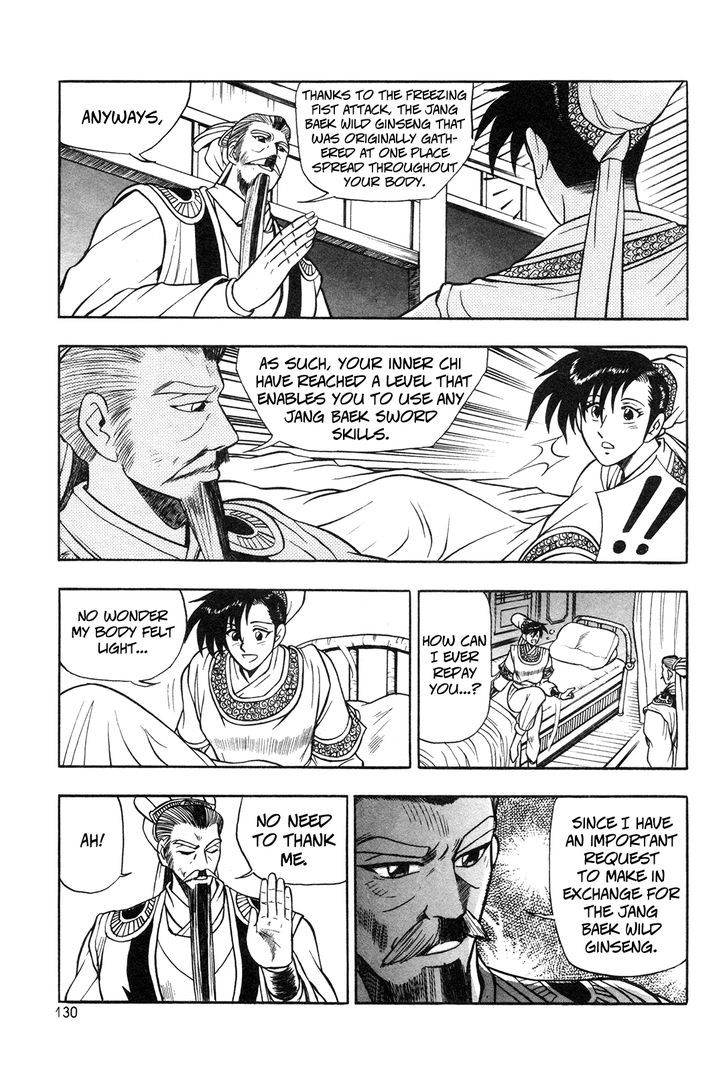 ANYWAYS,
THANKS TO THE FREEZING
FIST ATTACK, THE JANG
BAEK WILD GINSENG THAT
WAS ORIGINALLY GATH-
ERED AT ONE PLACE
SPREAD THROUGHOUT
YOUR BODY.
AS SUCH, YOUR INNER CHI
HAVE REACHED A LEVEL THAT
ENABLES YOU TO USE ANY
JANG BAEK SWORD
SKILLS.
!!
NO WONDER
MY BODY FELT
LIGHT...
HOW CAN
I EVER
REPAY
YOU...?
AH!
NO NEED
TO THANK
ME.
SINCE I HAVE
AN IMPORTANT
REQUEST
TO MAKE IN
EXCHANGE FOR
THE JANG
BAEK WILD
GINSENG.
130